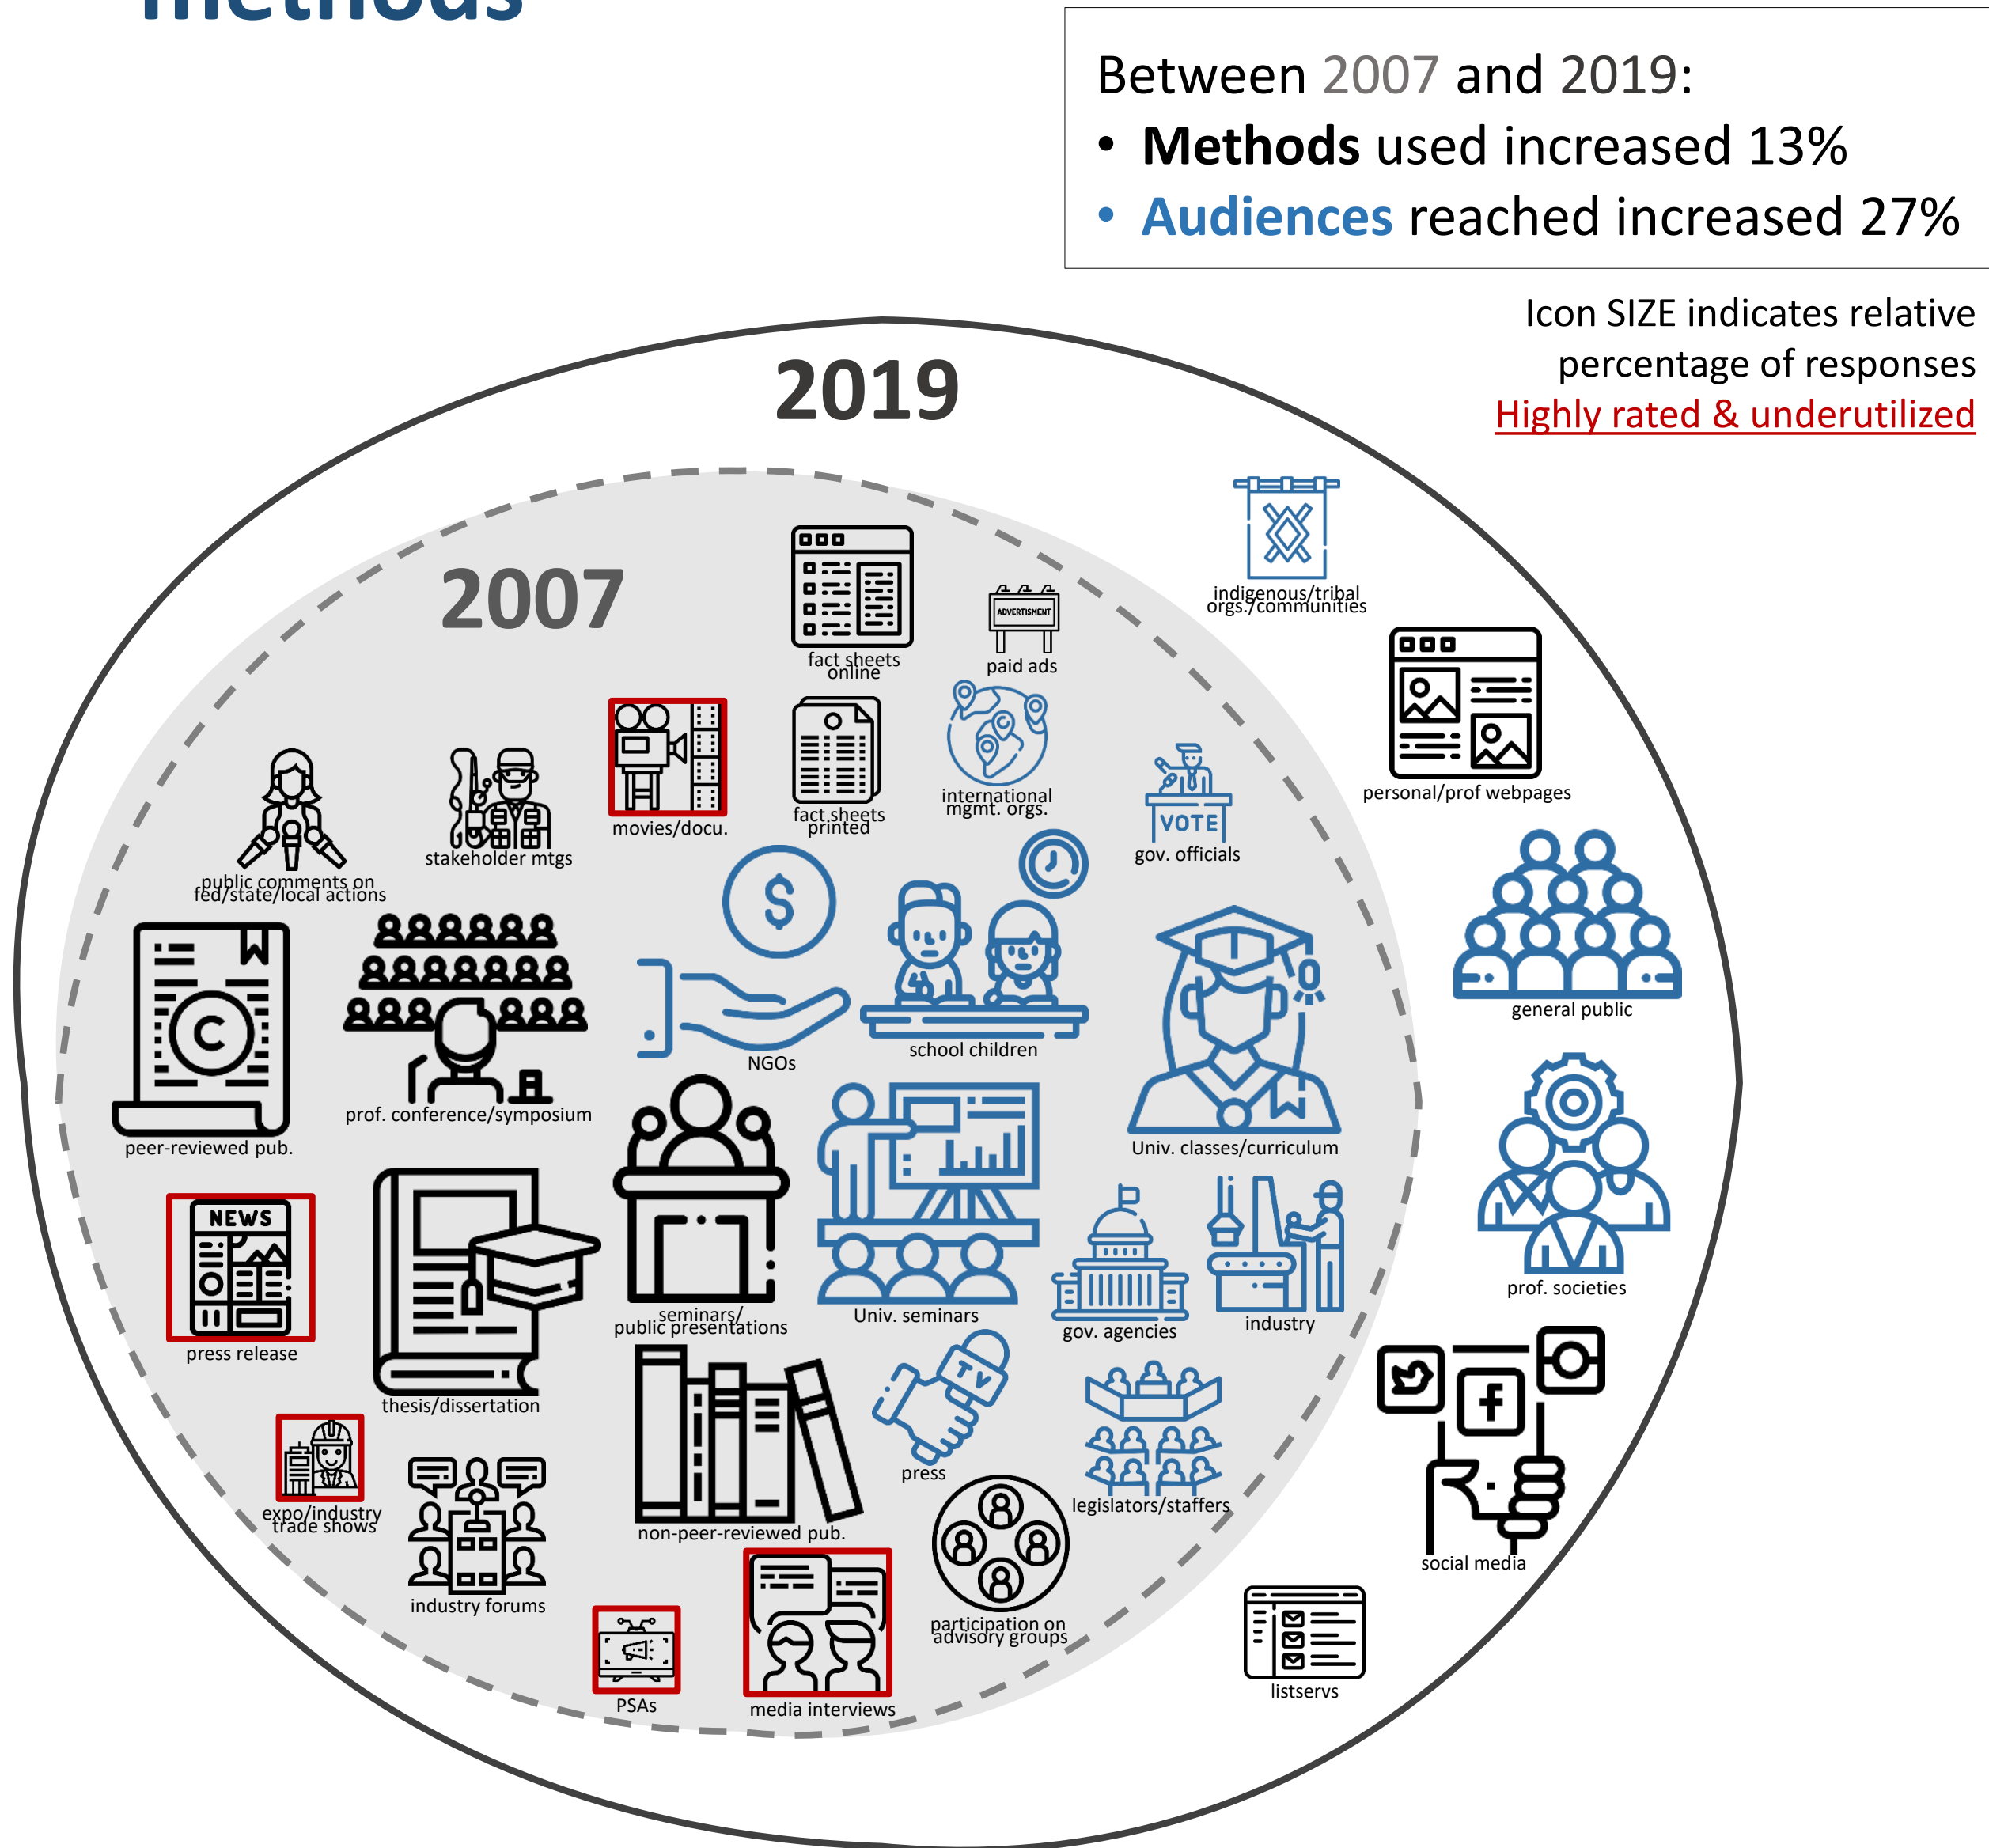 methods
Between 2007 and 2019:
• Methods used increased 13%
• Audiences reached increased 27%
Icon SIZE indicates relative
percentage of responses
Highly rated & underutilized
2019
2007
fact sheets
online
ADVERTISMENT
paid ads
indigenous/tribal
orgs./communities
personal/prof webpages
movies/docu.
fact sheets
printed
international
mgmt. orgs.
VOTE
gov. officials
public comments on
fed/state/local actions
stakeholder mtgs
$
NGOs
school children
general public
C
peer-reviewed pub.
prof. conference/symposium
Univ. classes/curriculum
prof. societies
NEWS
press release
thesis/dissertation
seminars/
public presentations
Univ. seminars
gov. agencies
industry
TV
press
legislators/staffers
f
social media
expo/industry
trade shows
industry forums
non-peer-reviewed pub.
participation on
advisory groups
PSAs
media interviews
listservs